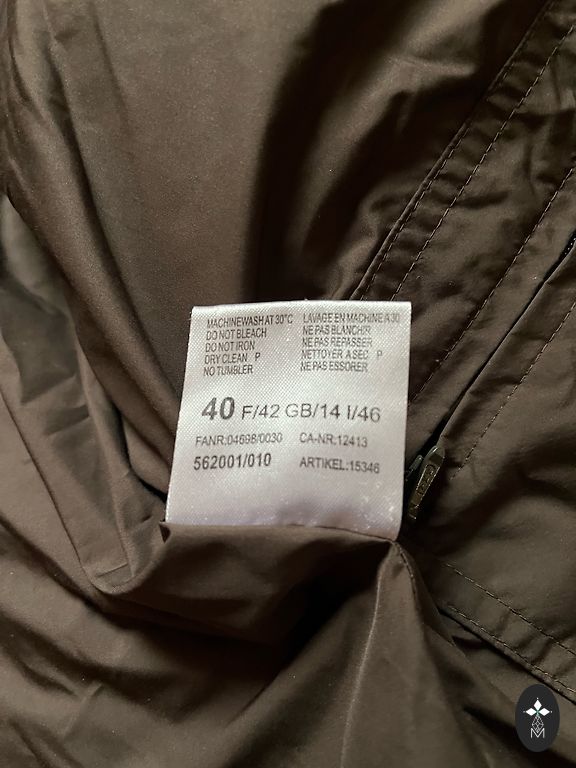 MACHINEWASH AT 30°C
DO NOT BLEACH
DO NOT IRON
DRY CLEAN P
NO TUMBLER
LAVAGE EN MACHINE A 30
NE PAS BLANCHIR
NE PAS REPASSER
NETTOYER A SEC P
NE PAS ESSORER
40 F/42 GB/14 I/46
FANR:04698/0030 CA-NR:12413
562001/010 ARTIKEL:15346
M